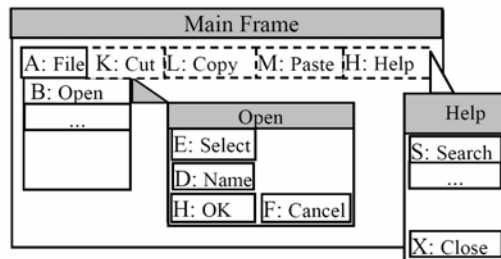 Main Frame
A: File K: Cut L: Copy M: Paste H: Help
B: Open
...
Open
E: Select
D: Name
H: OK F: Cancel
Help
S: Search
...
X: Close